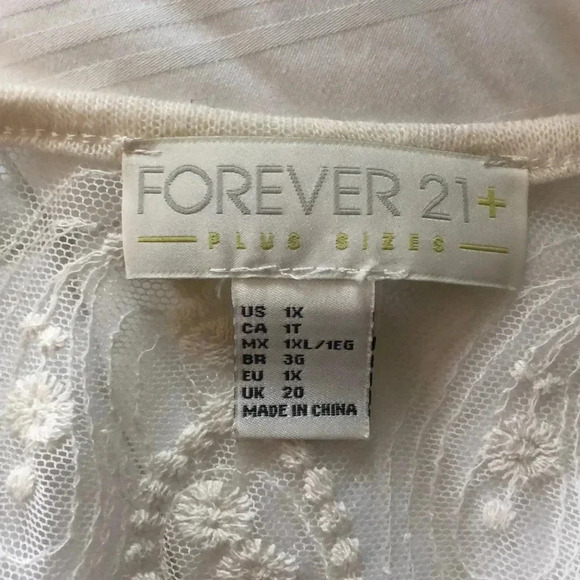 FOREVER 21+
PLUS SIZES
US 1X
CA 1T
MX 1XL/1EG
BR 3G
EU 1X
UK 20
MADE IN CHINA